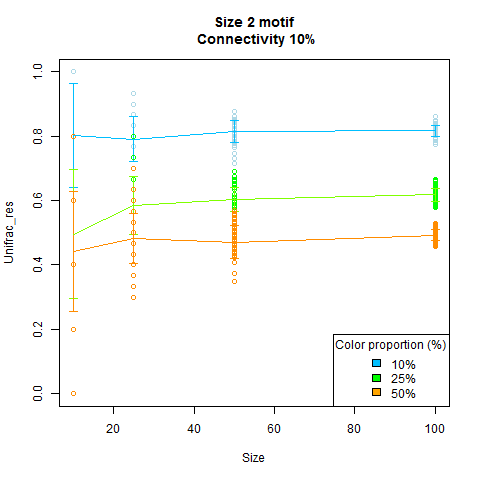 Size 2 motif
Connectivity 10%
Unifrac_res
1.0
0.8
0.6
0.4
0.2
0.0
20
40
60
80
100
Size
Color proportion (%)
10%
25%
50%